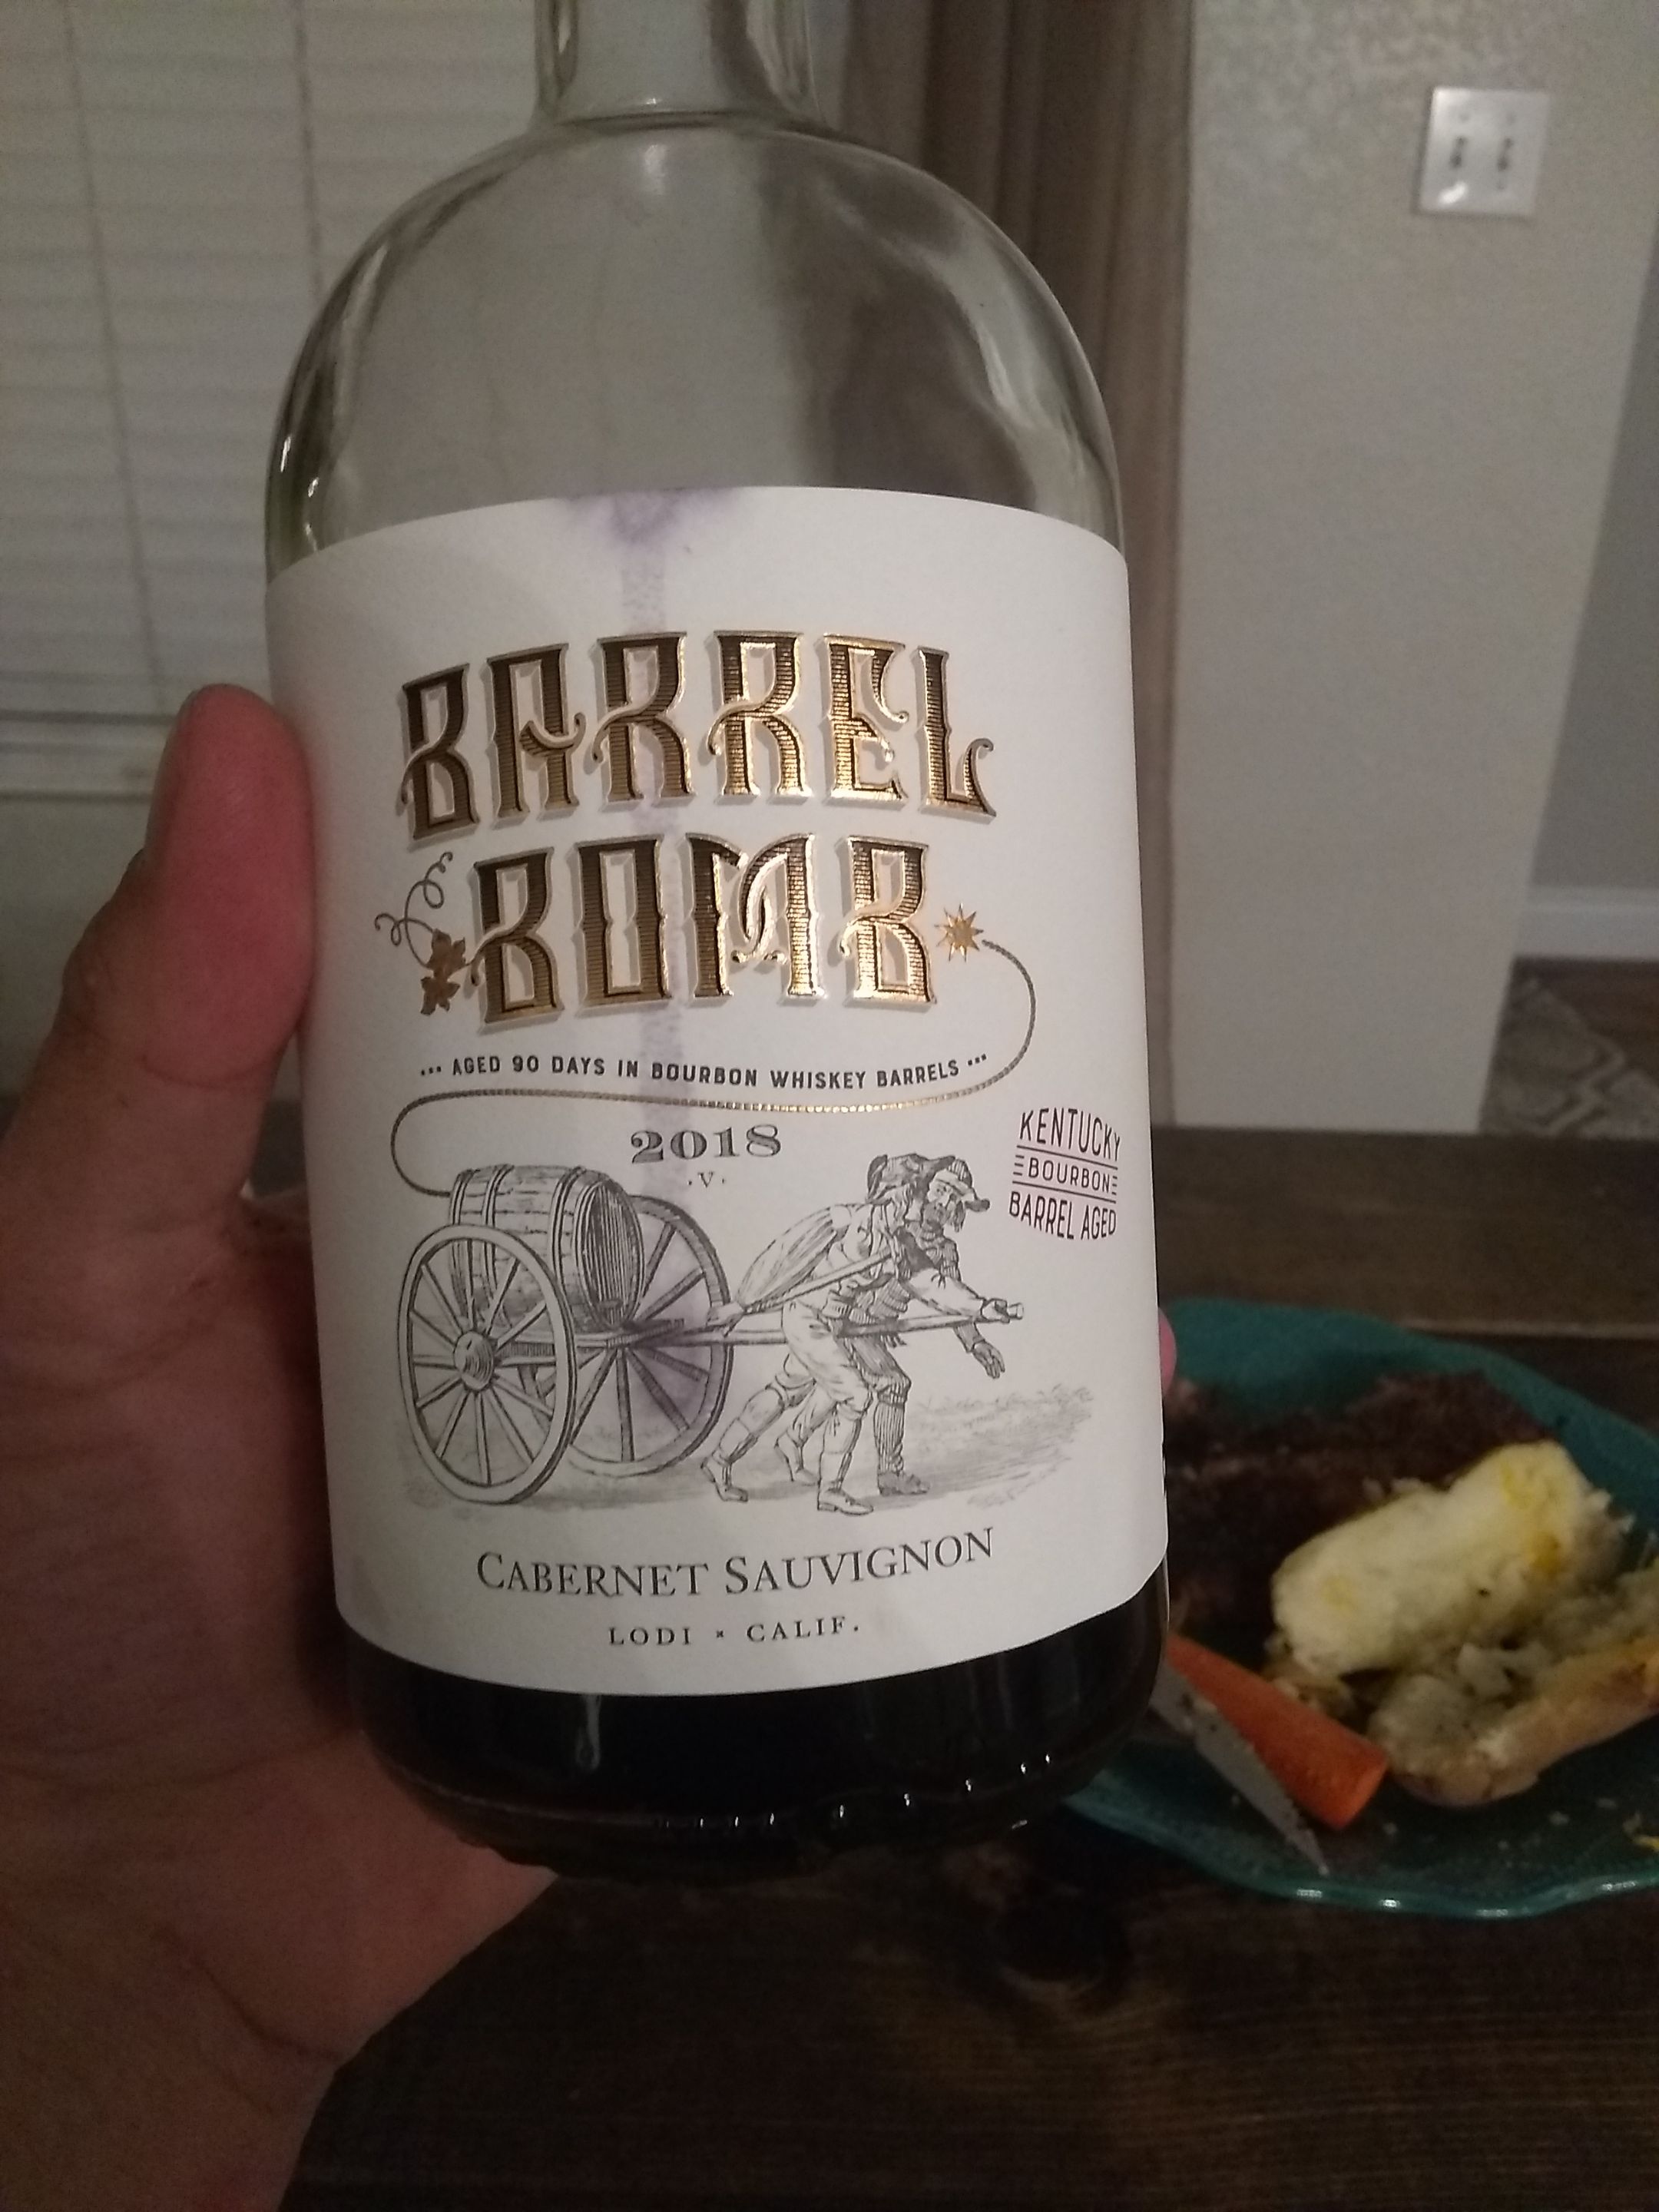 BARREL
BOMB
... AGED 90 DAYS IN BOURBON WHISKEY BARRELS ...
2018
.V.
KENTUCKY
BOURBON
BARREL AGED
CABERNET SAUVIGNON
LODI * CALIF.